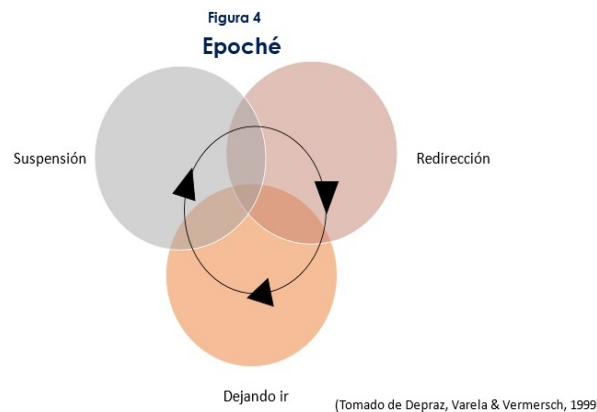 Figura 4
Epoché
Suspensión
Redirección
Dejando ir
(Tomado de Depraz, Varela & Vermersch, 1999